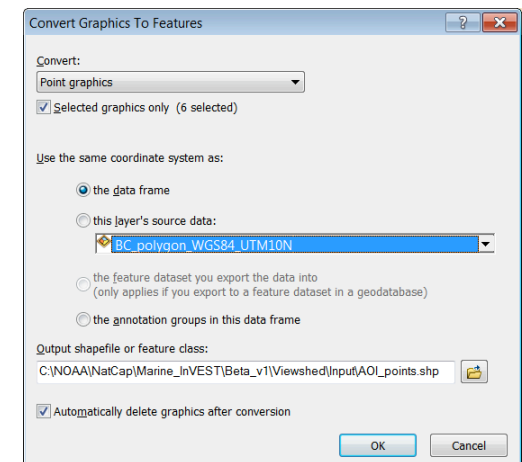 Convert Graphics To Features
Convert:
Point graphics
Selected graphics only (6 selected)
Use the same coordinate system as:
the data frame
this layer's source data:
BC_polygon_WGS84_UTM10N
the feature dataset you export the data into
(only applies if you export to a feature dataset in a geodatabase)
the annotation groups in this data frame
Output shapefile or feature class:
C:\NOAA\NatCap\Marine_InVEST\Beta_v1\Viewshed\Input\AOI_points.shp
Automatically delete graphics after conversion
OK Cancel